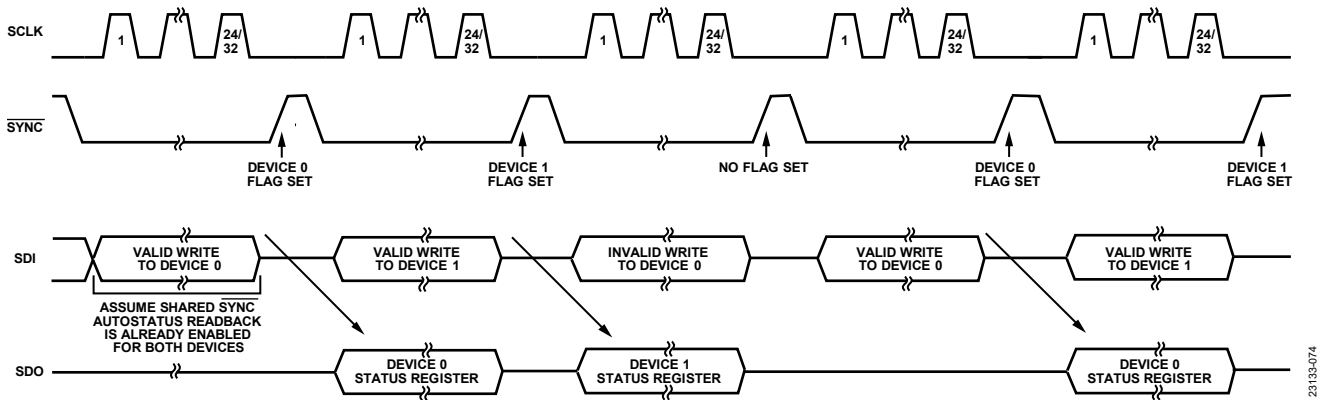 SCLK
1
24/
32
1
24/
32
1
24/
32
1
24/
32
1
24/
32
SYNC
DEVICE 0
FLAG SET
DEVICE 1
FLAG SET
NO FLAG SET
DEVICE 0
FLAG SET
DEVICE 1
FLAG SET
SDI
VALID WRITE
TO DEVICE 0
VALID WRITE
TO DEVICE 1
INVALID WRITE
TO DEVICE 0
VALID WRITE
TO DEVICE 0
VALID WRITE
TO DEVICE 1
ASSUME SHARED SYNC
AUTOSTATUS READBACK
IS ALREADY ENABLED
FOR BOTH DEVICES
SDO
DEVICE 0
STATUS REGISTER
DEVICE 1
STATUS REGISTER
DEVICE 0
STATUS REGISTER
23133-074